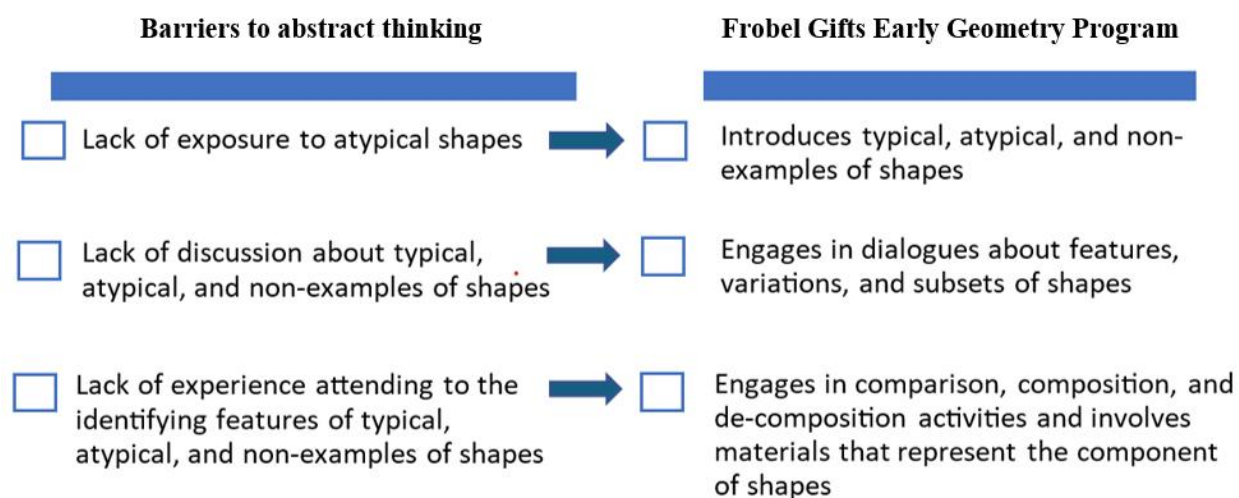 Barriers to abstract thinking
Frobel Gifts Early Geometry Program
Lack of exposure to atypical shapes
Introduces typical, atypical, and non-
examples of shapes
Lack of discussion about typical,
atypical, and non-examples of shapes
Engages in dialogues about features,
variations, and subsets of shapes
Lack of experience attending to the
identifying features of typical,
atypical, and non-examples of shapes
Engages in comparison, composition, and
de-composition activities and involves
materials that represent the component
of shapes